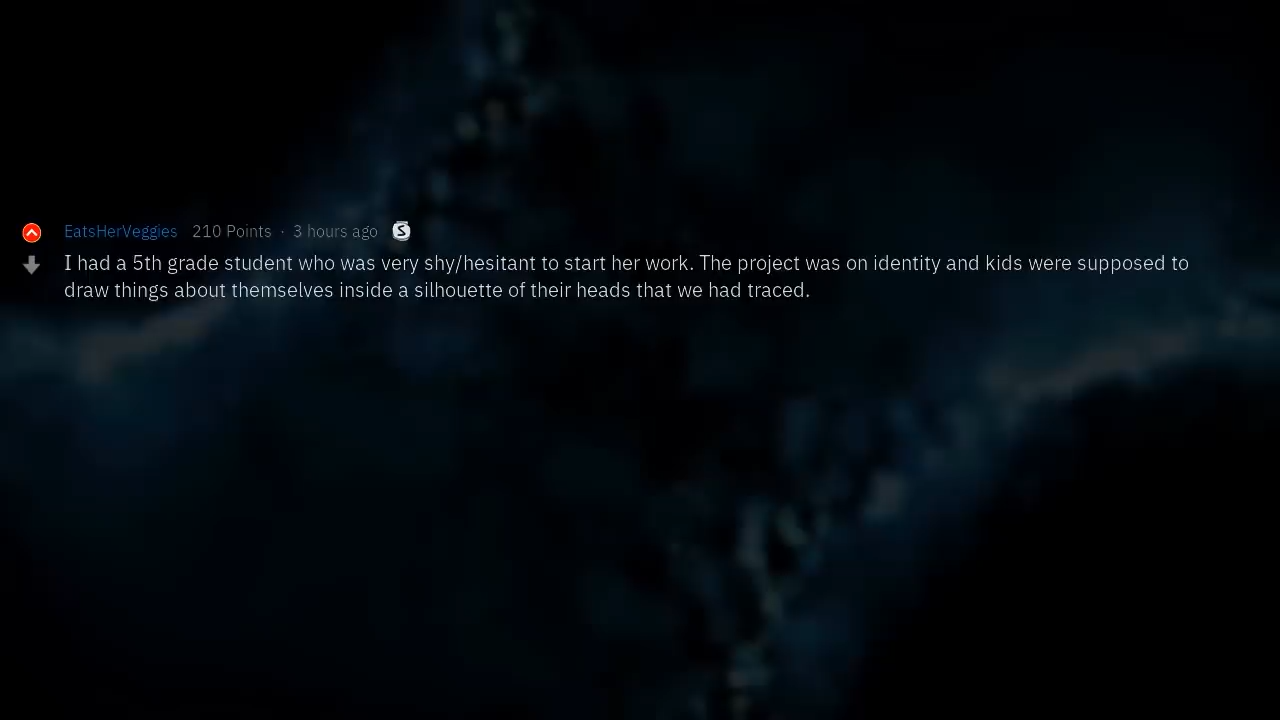 EatsHerVeggies 210 Points · 3 hours ago S
I had a 5th grade student who was very shy/hesitant to start her work. The project was on identity and kids were supposed to
draw things about themselves inside a silhouette of their heads that we had traced.